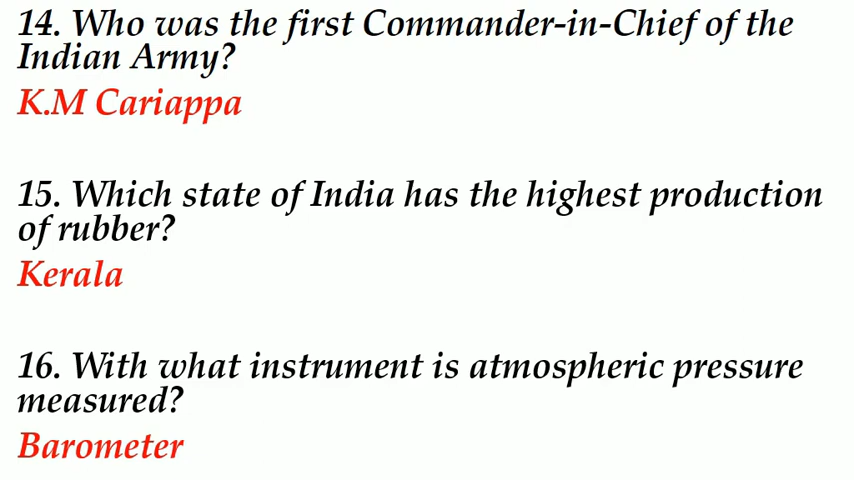 14. Who was the first Commander-in-Chief of the
Indian Army?
K.M Cariappa
15. Which state of India has the highest production
of rubber?
Kerala
16. With what instrument is atmospheric pressure
measured?
Barometer